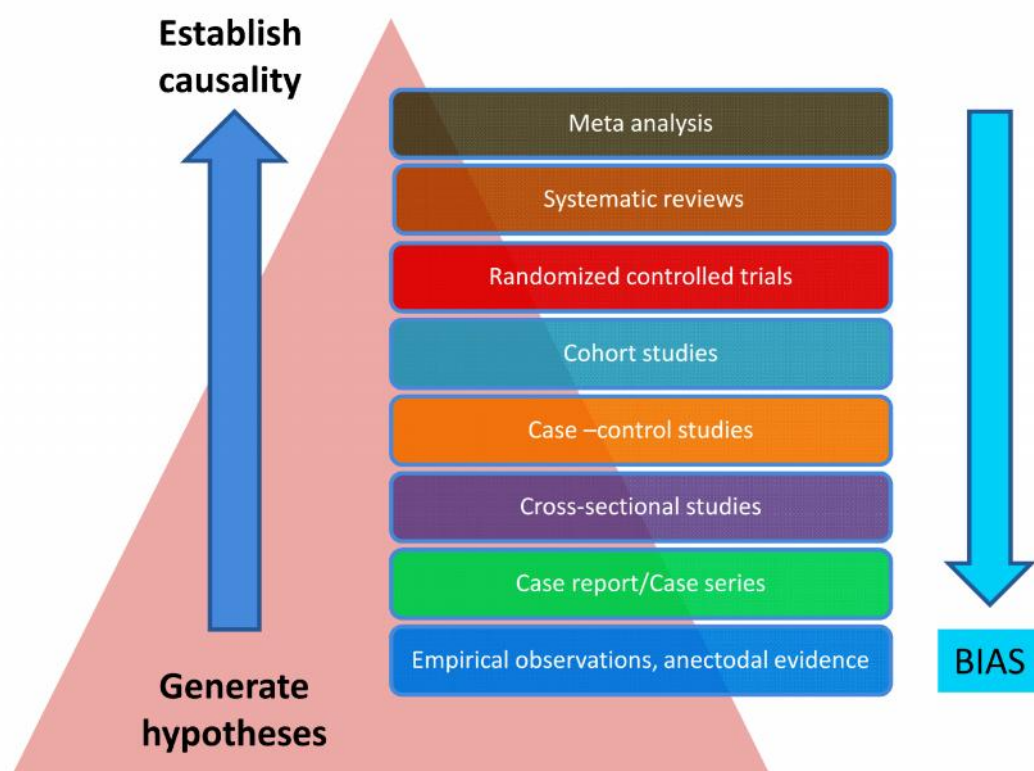 Establish
causality
Meta analysis
Systematic reviews
Randomized controlled trials
Cohort studies
Case –control studies
Cross-sectional studies
Case report/Case series
Empirical observations, anectodal evidence
Generate
hypotheses
BIAS